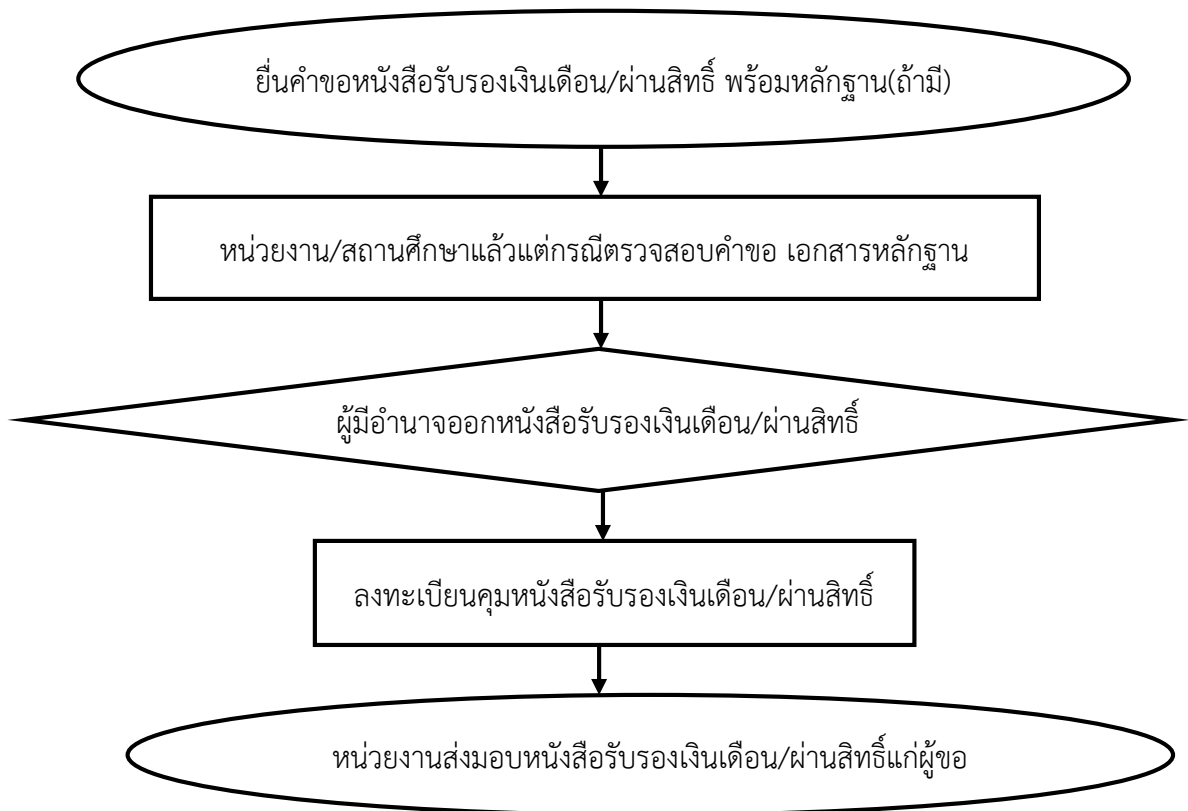 ยื่นคำขอหนังสือรับรองเงินเดือน/ผ่านสิทธิ์ พร้อมหลักฐาน(ถ้ามี)
หน่วยงาน/สถานศึกษาแล้วแต่กรณีตรวจสอบคำขอ เอกสารหลักฐาน
ผู้มีอำนาจออกหนังสือรับรองเงินเดือน/ผ่านสิทธิ์
ลงทะเบียนคุมหนังสือรับรองเงินเดือน/ผ่านสิทธิ์
หน่วยงานส่งมอบหนังสือรับรองเงินเดือน/ผ่านสิทธิ์แก่ผู้ขอ